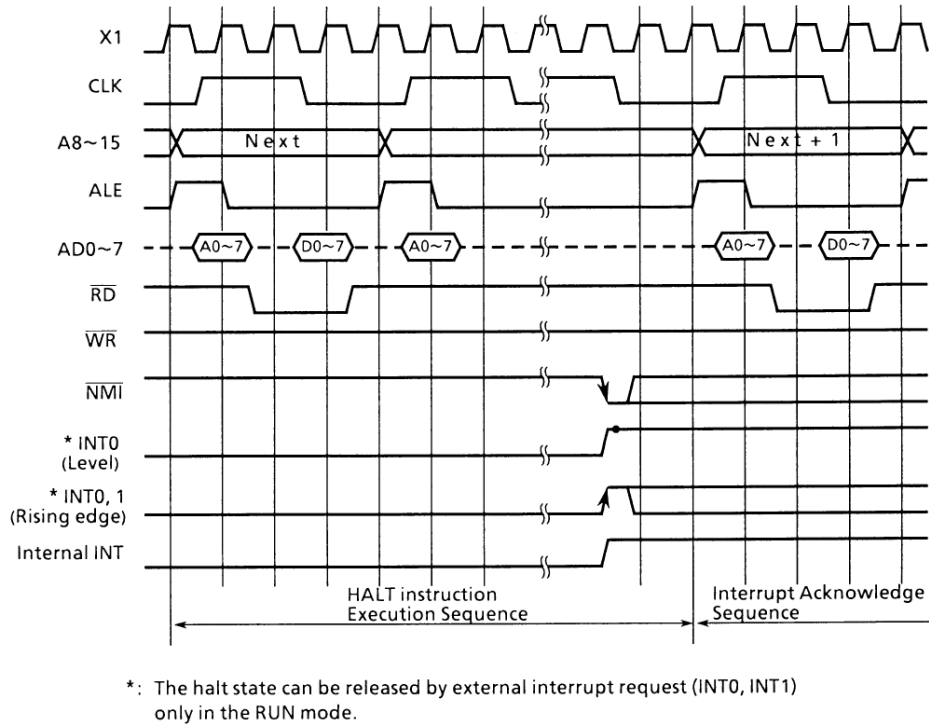 X1
CLK
A8~15
Next
Next + 1
ALE
AD0~7
A0~7
D0~7
A0~7
A0~7
D0~7
RD
WR
NMI
* INT0
(Level)
* INT0, 1
(Rising edge)
Internal INT
HALT instruction
Execution Sequence
Interrupt Acknowledge
Sequence
*: The halt state can be released by external interrupt request (INT0, INT1)
only in the RUN mode.